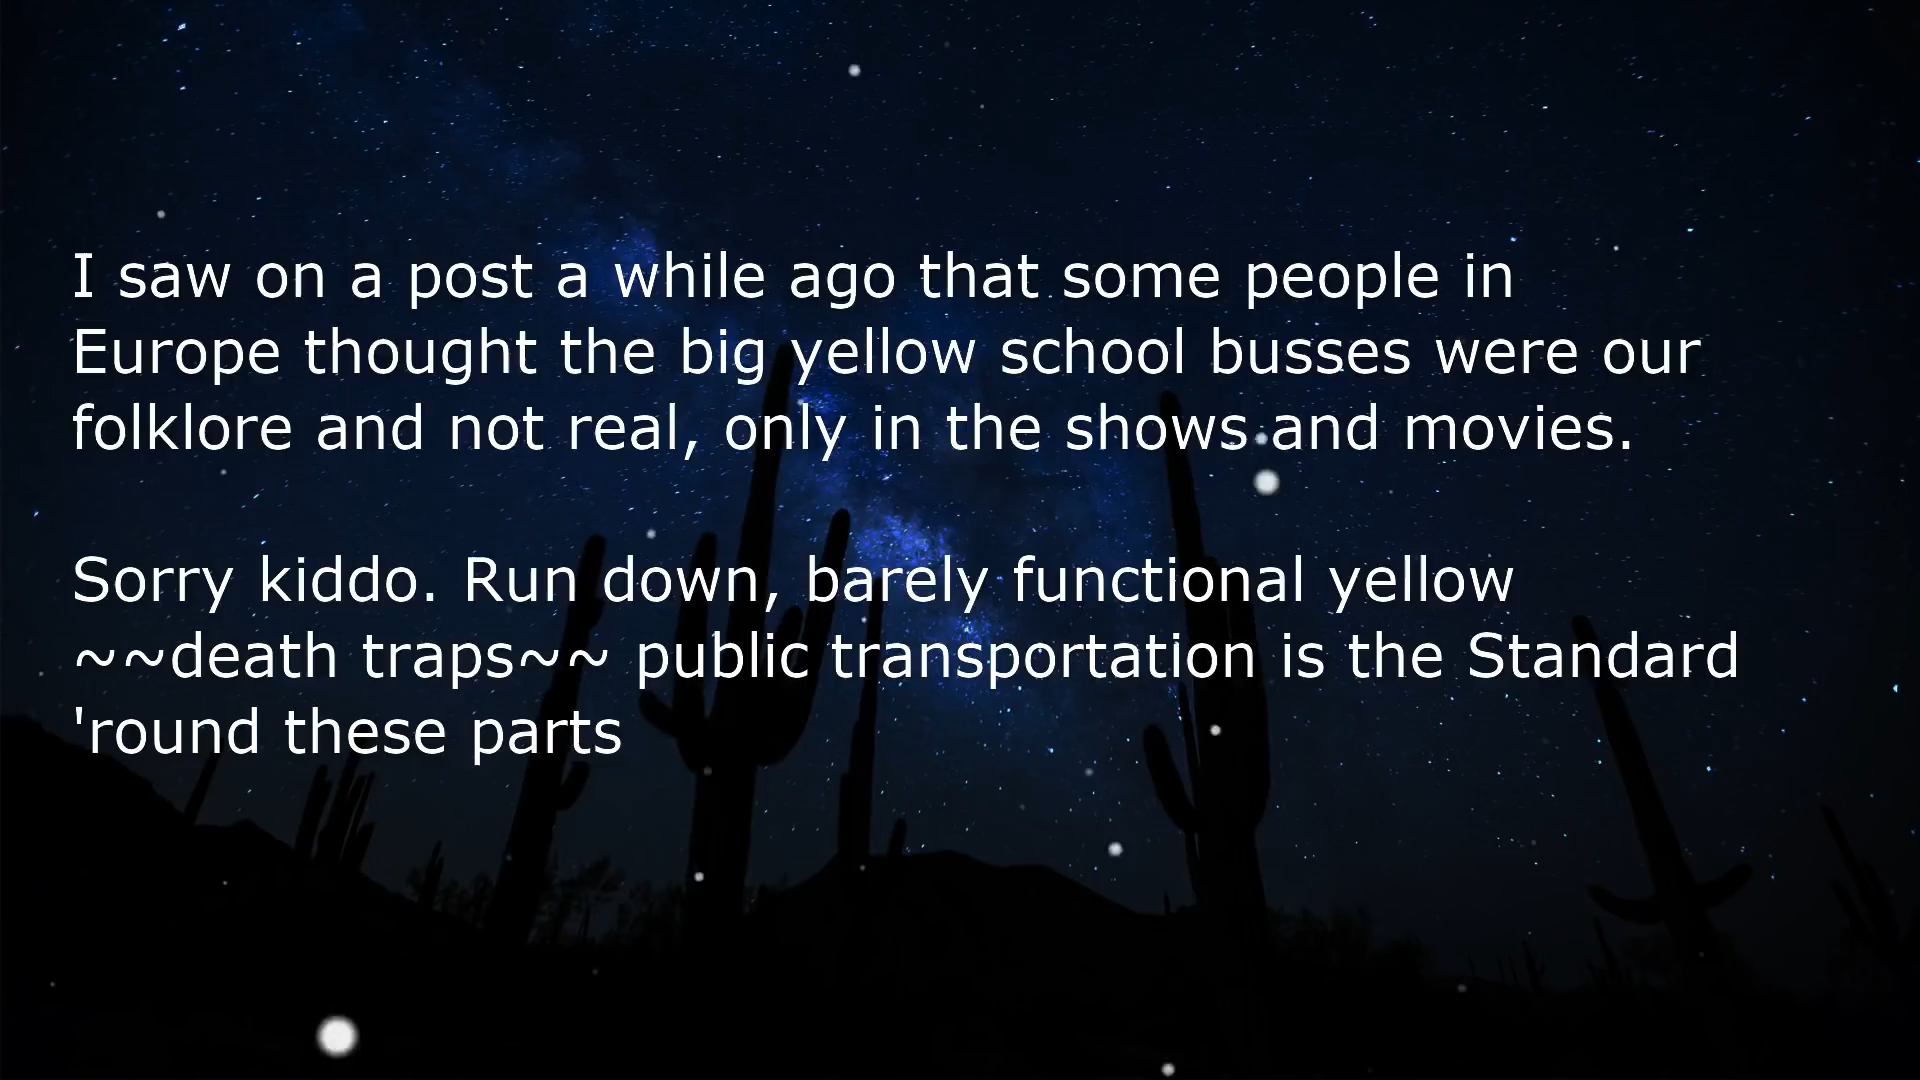 I saw on a post a while ago that some people in
Europe thought the big yellow school busses were our
folklore and not real, only in the shows and movies.
Sorry kiddo. Run down, barely functional yellow
~~death traps~~ public transportation is the Standard
'round these parts